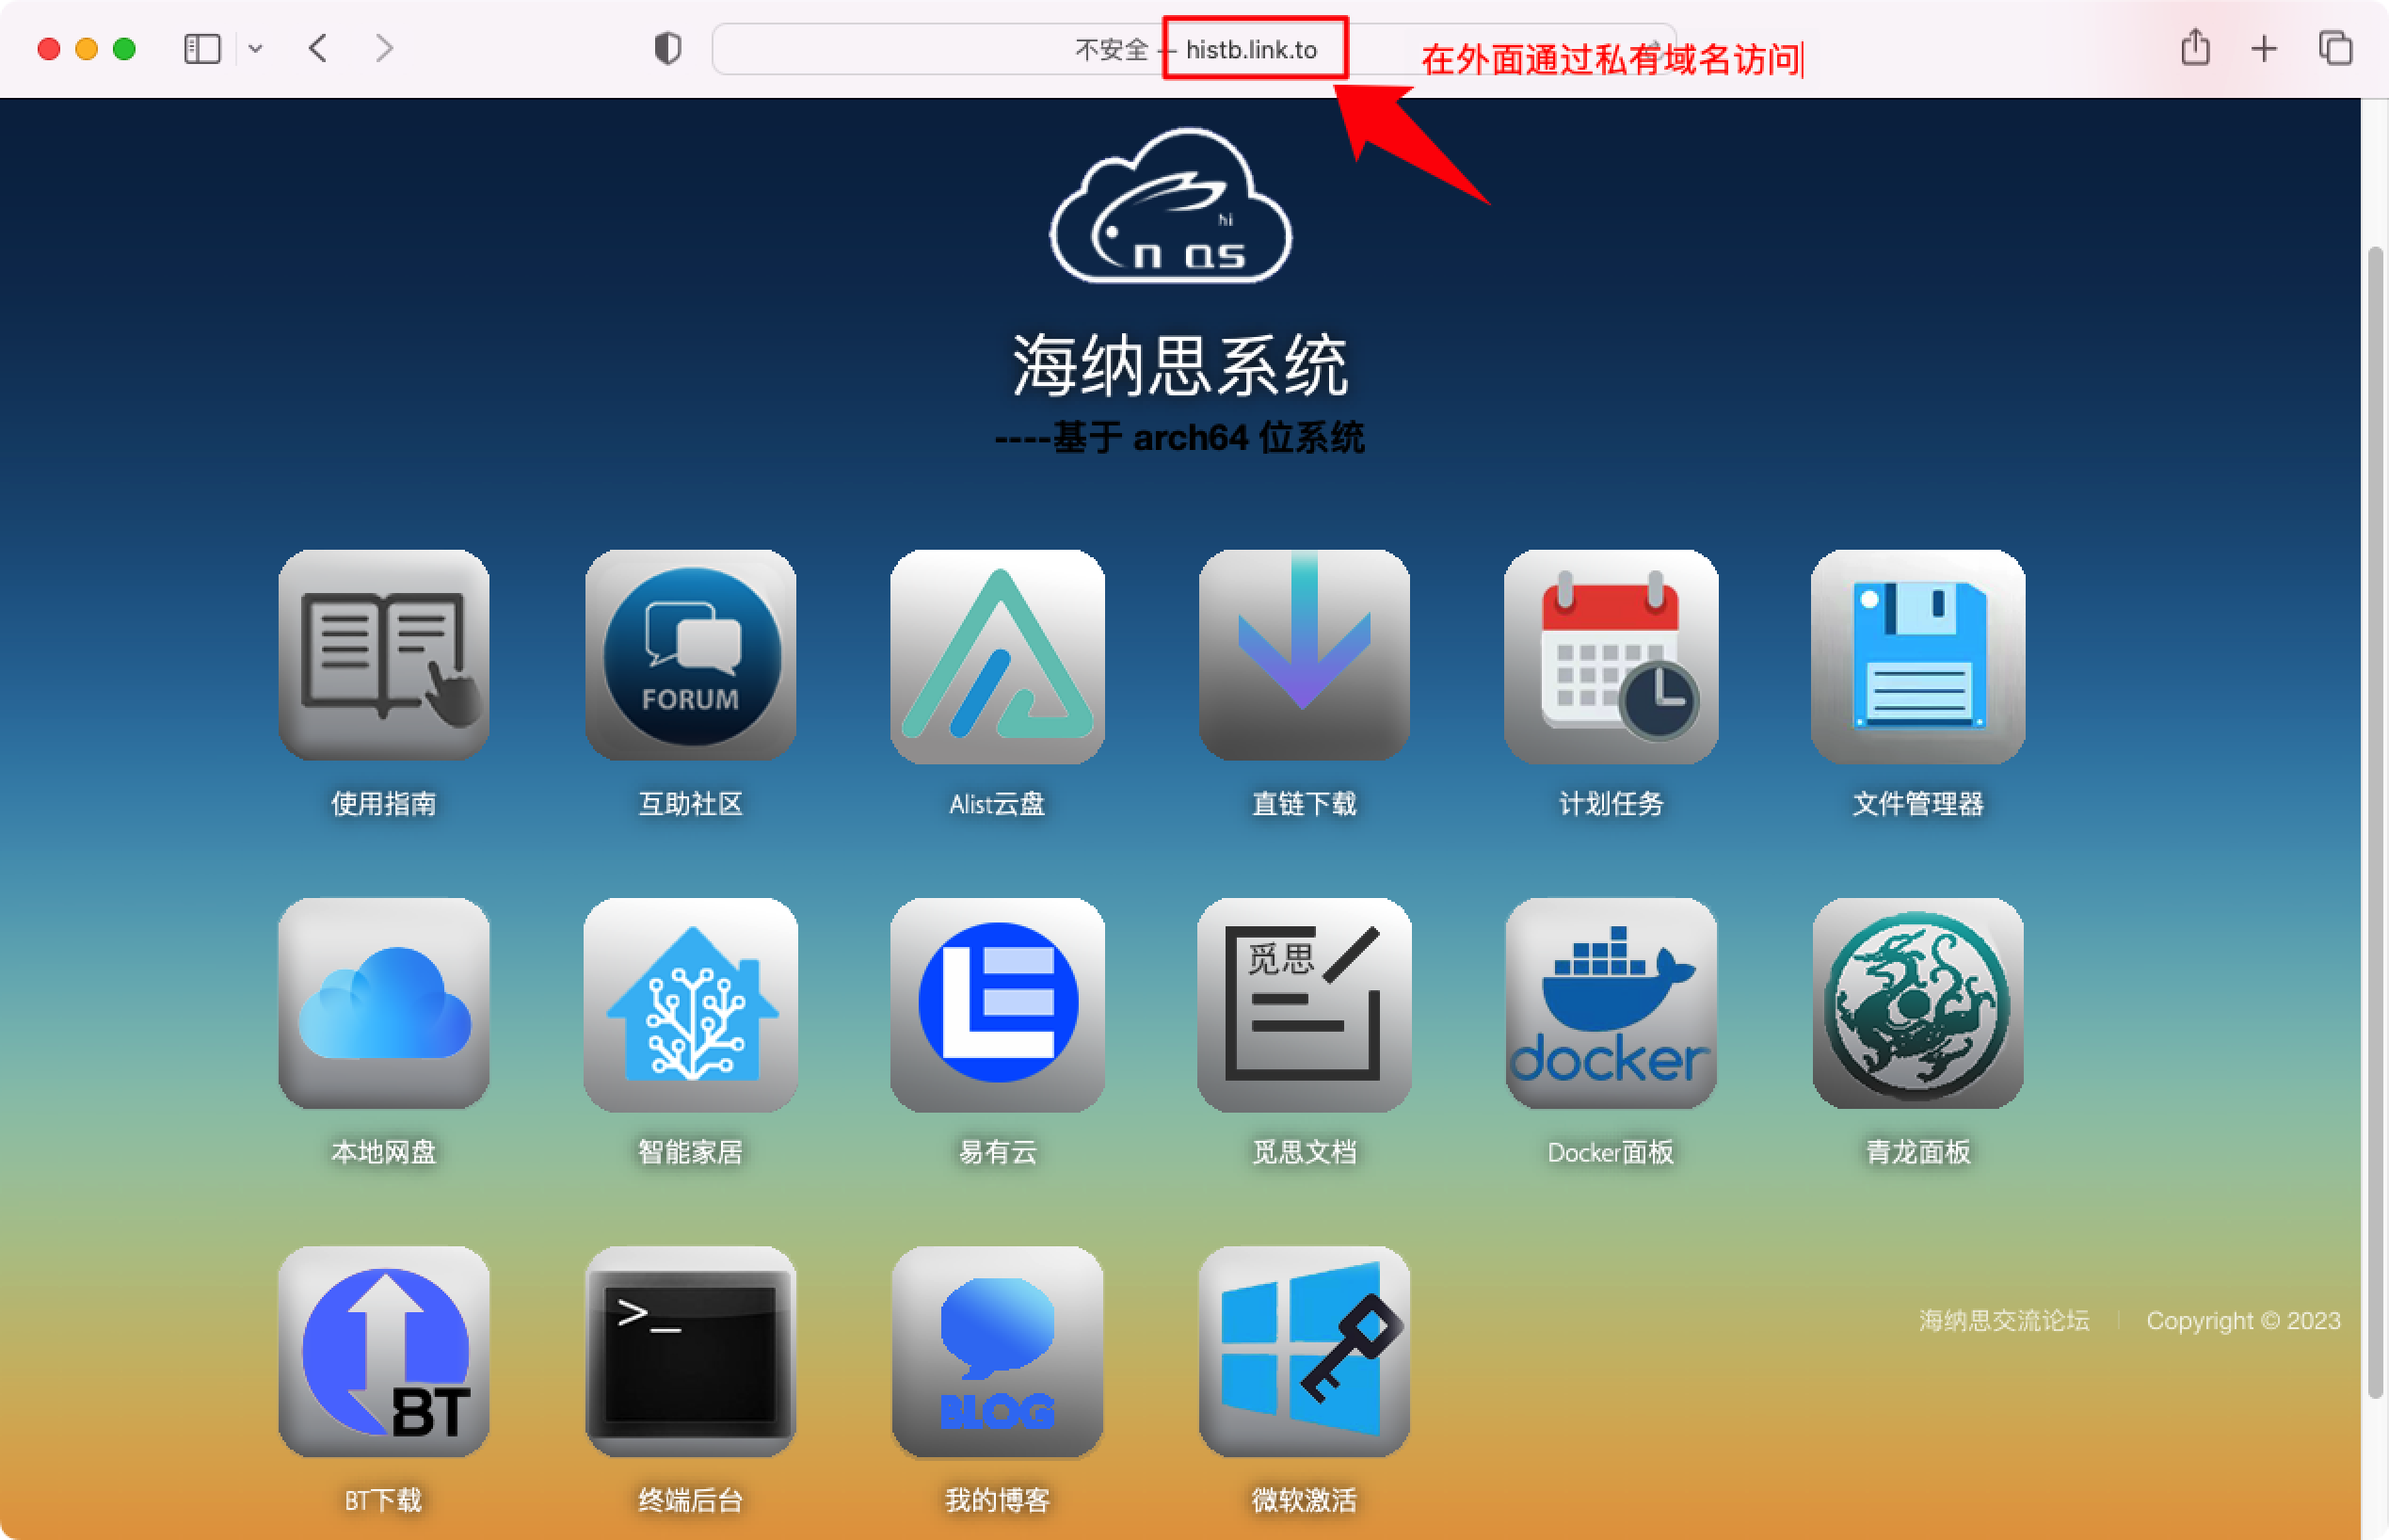 不安全 — histb.link.to
在外面通过私有域名访问
hi
n as
海纳思系统
----基于 arch64 位系统
FORUM
使用指南 互助社区 Alist云盘 直链下载 计划任务 文件管理器
觅思
docker
本地网盘 智能家居 易有云 觅思文档 Docker面板 青龙面板
BT
>_
BLOG
海纳思交流论坛 | Copyright © 2023
BT下载 终端后台 我的博客 微软激活